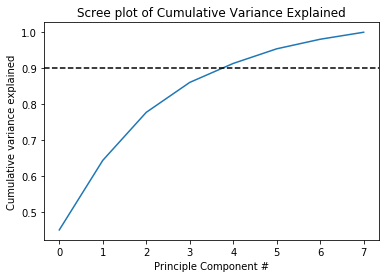 Scree plot of Cumulative Variance Explained
1.0
0.9
0.8
0.7
0.6
0.5
Cumulative variance explained
0 1 2 3 4 5 6 7
Principle Component #